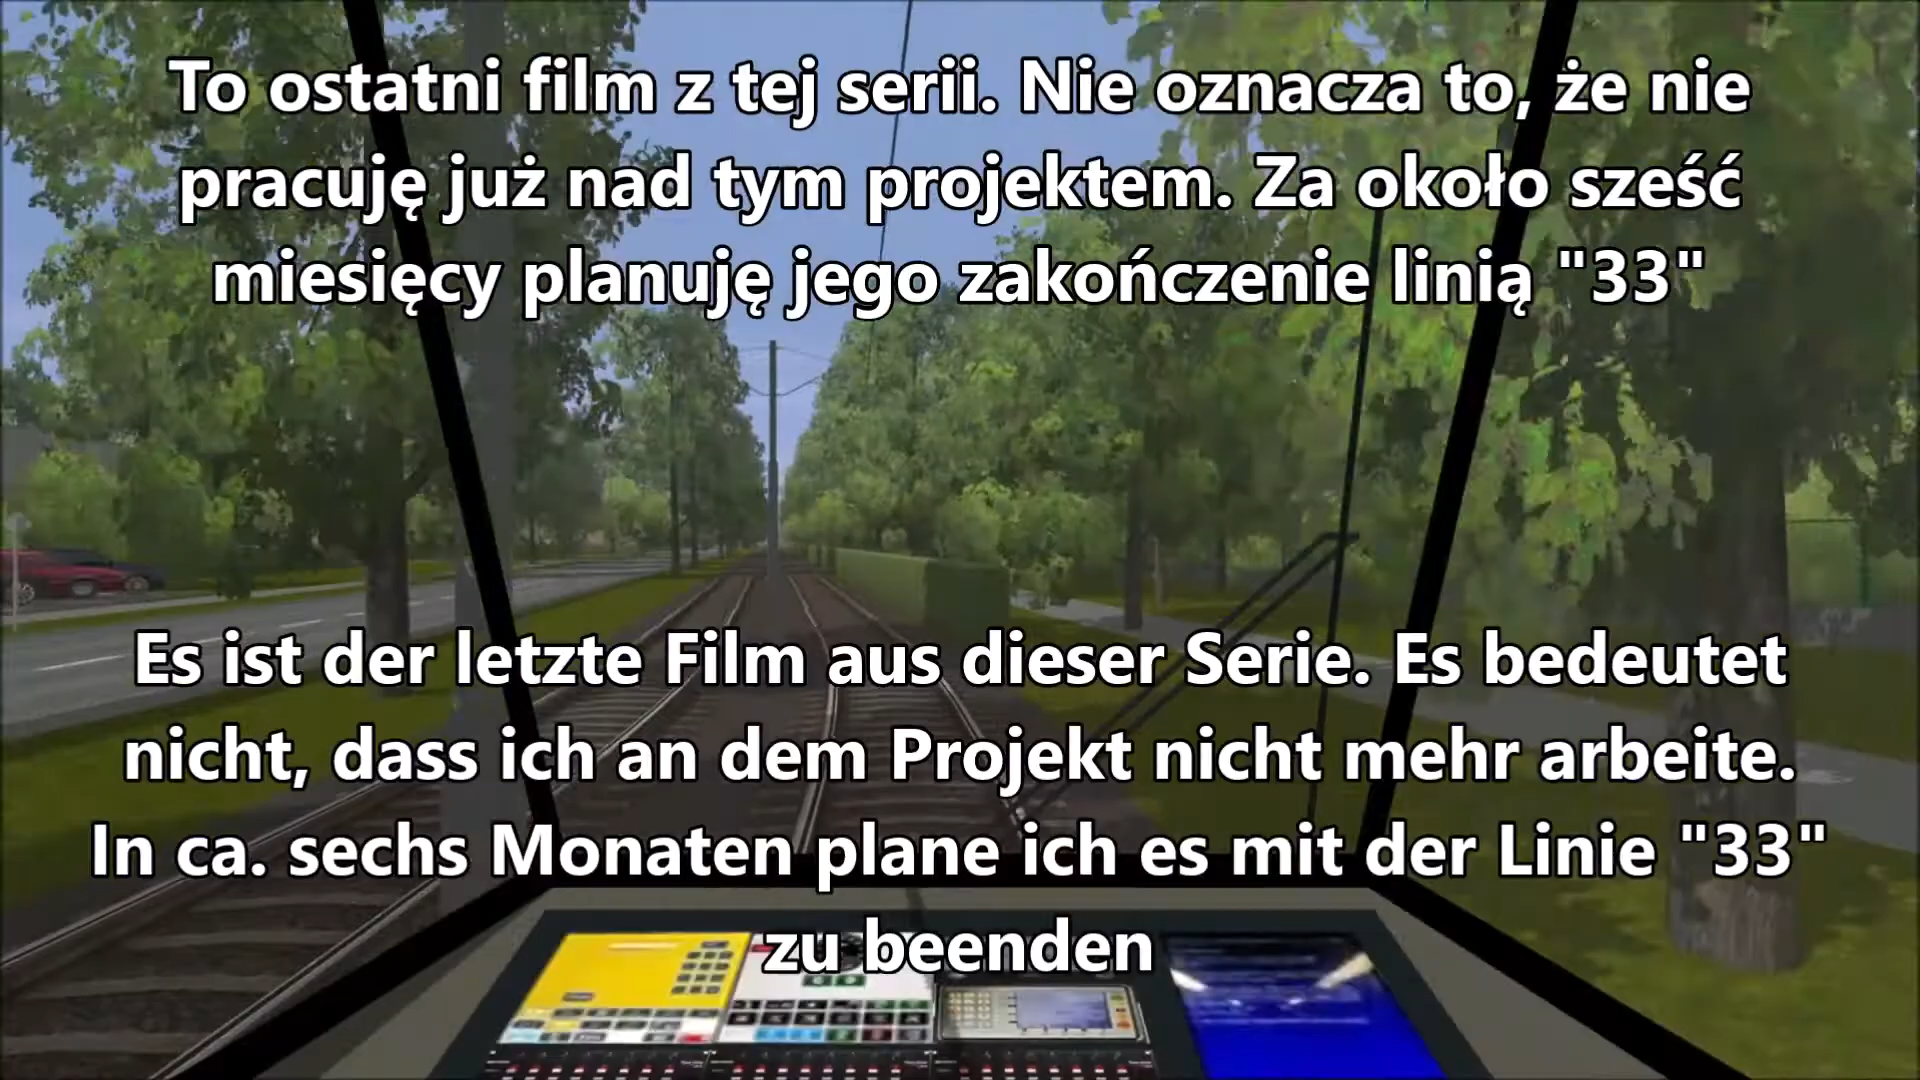 To ostatni film z tej serii. Nie oznacza to, że nie
pracuję już nad tym projektem. Za około sześć
miesięcy planuję jego zakończenie linią "33"
Es ist der letzte Film aus dieser Serie. Es bedeutet
nicht, dass ich an dem Projekt nicht mehr arbeite.
In ca. sechs Monaten plane ich es mit der Linie "33"
zu beenden